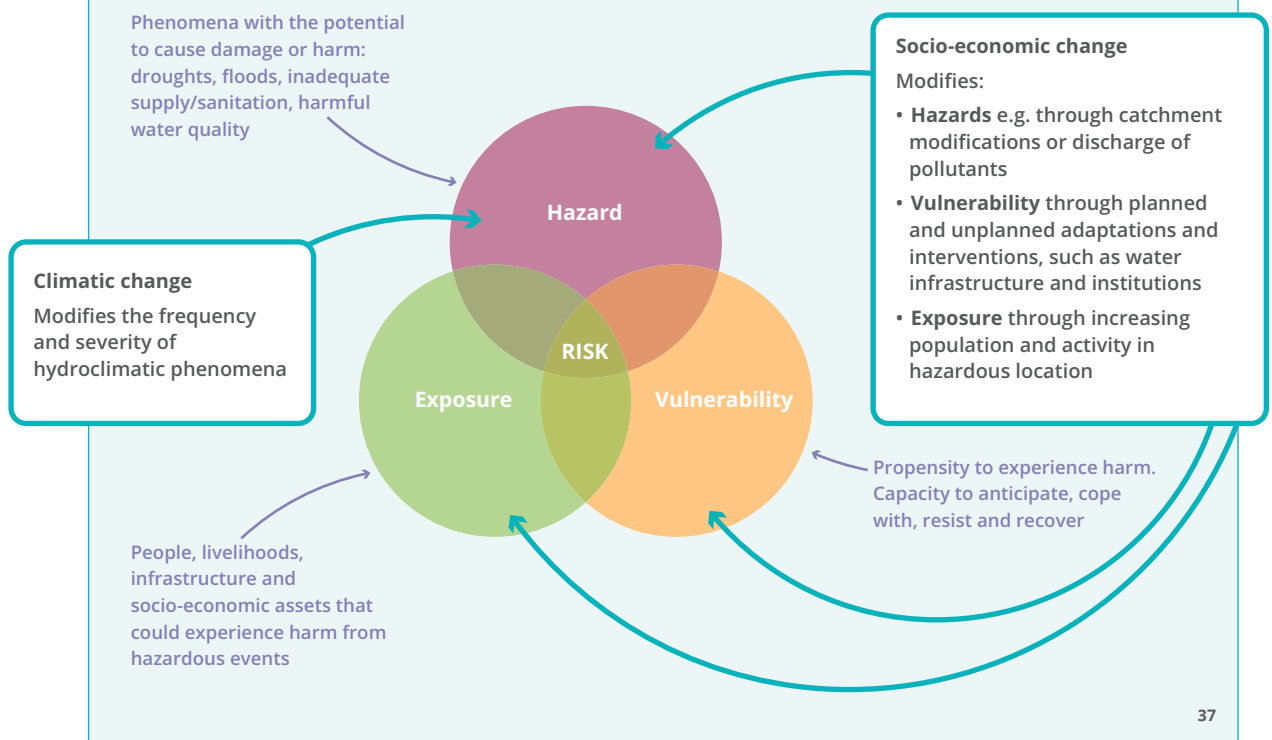 Phenomena with the potential
to cause damage or harm:
droughts, floods, inadequate
supply/sanitation, harmful
water quality
Socio-economic change
Modifies:
• Hazards e.g. through catchment
modifications or discharge of
pollutants
• Vulnerability through planned
and unplanned adaptations and
interventions, such as water
infrastructure and institutions
• Exposure through increasing
population and activity in
hazardous location
Hazard
Climatic change
Modifies the frequency
and severity of
hydroclimatic phenomena
RISK
Exposure
Vulnerability
Propensity to experience harm.
Capacity to anticipate, cope
with, resist and recover
People, livelihoods,
infrastructure and
socio-economic assets that
could experience harm from
hazardous events
37